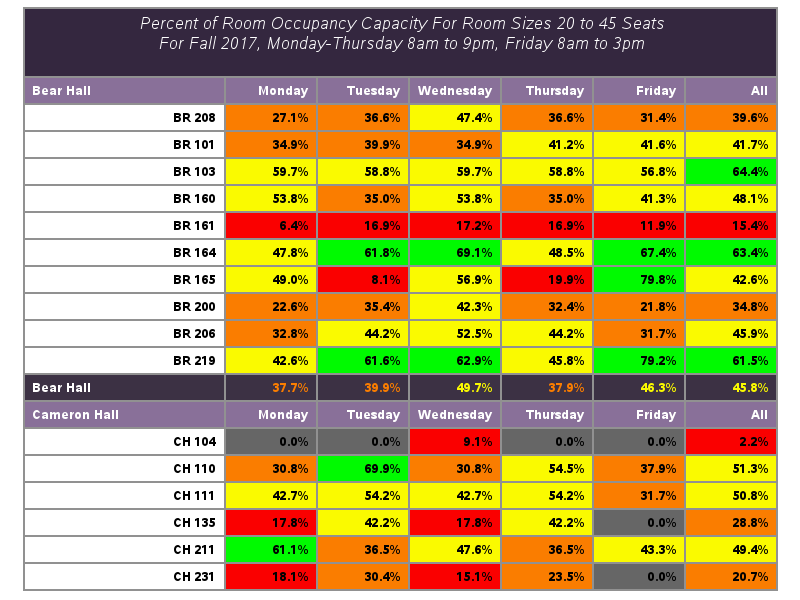 Percent of Room Occupancy Capacity For Room Sizes 20 to 45 Seats
For Fall 2017, Monday-Thursday 8am to 9pm, Friday 8am to 3pm
Bear Hall Monday Tuesday Wednesday Thursday Friday All
BR 208 27.1% 36.6% 47.4% 36.6% 31.4% 39.6%
BR 101 34.9% 39.9% 34.9% 41.2% 41.6% 41.7%
BR 103 59.7% 58.8% 59.7% 58.8% 56.8% 64.4%
BR 160 53.8% 35.0% 53.8% 35.0% 41.3% 48.1%
BR 161 6.4% 16.9% 17.2% 16.9% 11.9% 15.4%
BR 164 47.8% 61.8% 69.1% 48.5% 67.4% 63.4%
BR 165 49.0% 8.1% 56.9% 19.9% 79.8% 42.6%
BR 200 22.6% 35.4% 42.3% 32.4% 21.8% 34.8%
BR 206 32.8% 44.2% 52.5% 44.2% 31.7% 45.9%
BR 219 42.6% 61.6% 62.9% 45.8% 79.2% 61.5%
Bear Hall 37.7% 39.9% 49.7% 37.9% 46.3% 45.8%
Cameron Hall Monday Tuesday Wednesday Thursday Friday All
CH 104 0.0% 0.0% 9.1% 0.0% 0.0% 2.2%
CH 110 30.8% 69.9% 30.8% 54.5% 37.9% 51.3%
CH 111 42.7% 54.2% 42.7% 54.2% 31.7% 50.8%
CH 135 17.8% 42.2% 17.8% 42.2% 0.0% 28.8%
CH 211 61.1% 36.5% 47.6% 36.5% 43.3% 49.4%
CH 231 18.1% 30.4% 15.1% 23.5% 0.0% 20.7%